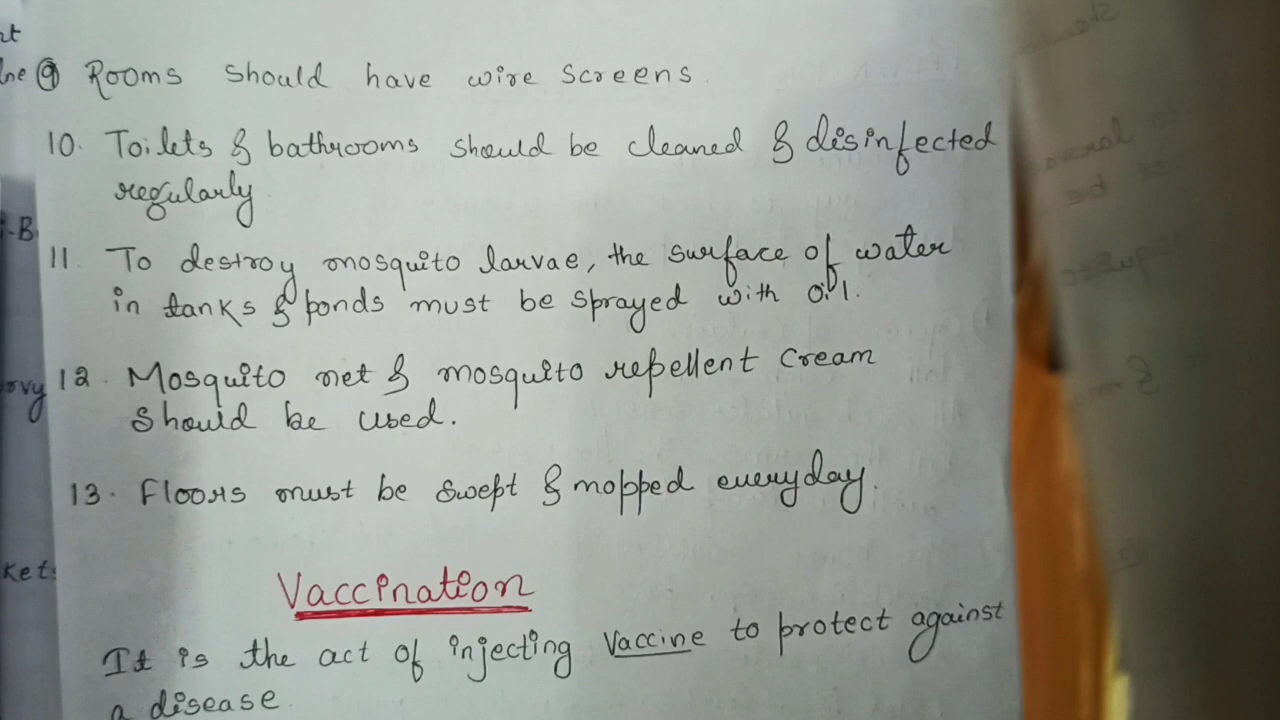 9 Rooms should have wire screens
10. Toilets & bathrooms should be cleaned & disinfected
regularly.
11. To destroy mosquito larvae, the surface of water
in tanks & ponds must be sprayed with oil.
12. Mosquito net & mosquito repellent cream
should be used.
13. Floors must be swept & mopped everyday.
Vaccination
It is the act of injecting Vaccine to protect against
a disease.